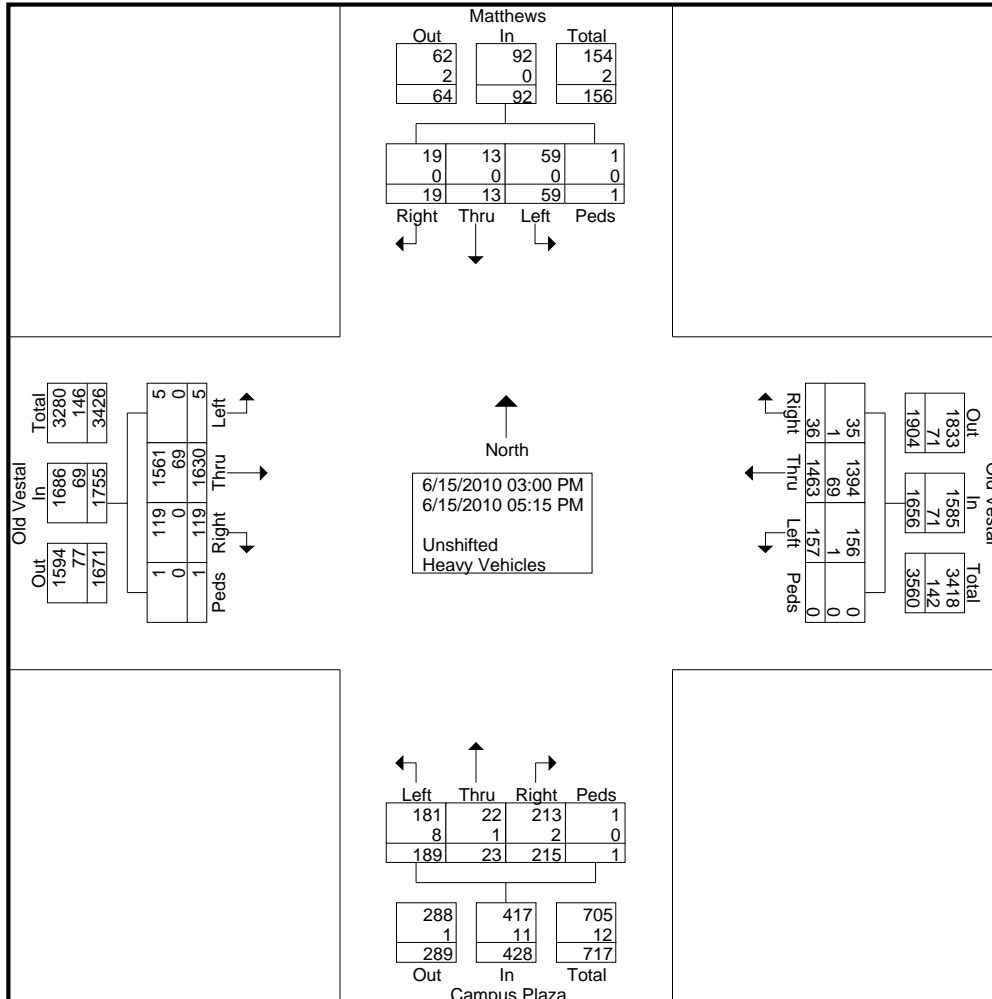 Matthews
Out In Total
62 92 154
2 0 2
64 92 156
19 13 59 1
0 0 0 0
19 13 59 1
Right Thru Left Peds
Old Vestal
Total In Out
3280 1686 1594
146 69 77
3426 1755 1671
5 1561 119 1
0 69 0 0
5 1630 119 1
Left Thru Right Peds
North
6/15/2010 03:00 PM
6/15/2010 05:15 PM
Unshifted
Heavy Vehicles
Right Thru Left Peds
35 1394 156 0
1 69 1 0
36 1463 157 0
Out In Total
1833 1585 3418
71 71 142
1904 1656 3560
Old Vestal
Left Thru Right Peds
181 22 213 1
8 1 2 0
189 23 215 1
288 417 705
1 11 12
289 428 717
Out In Total
Campus Plaza